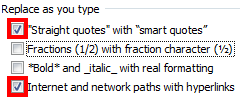 Replace as you type
"Straight quotes" with “smart quotes”
Fractions (1/2) with fraction character (½)
*Bold* and _italic_ with real formatting
Internet and network paths with hyperlinks